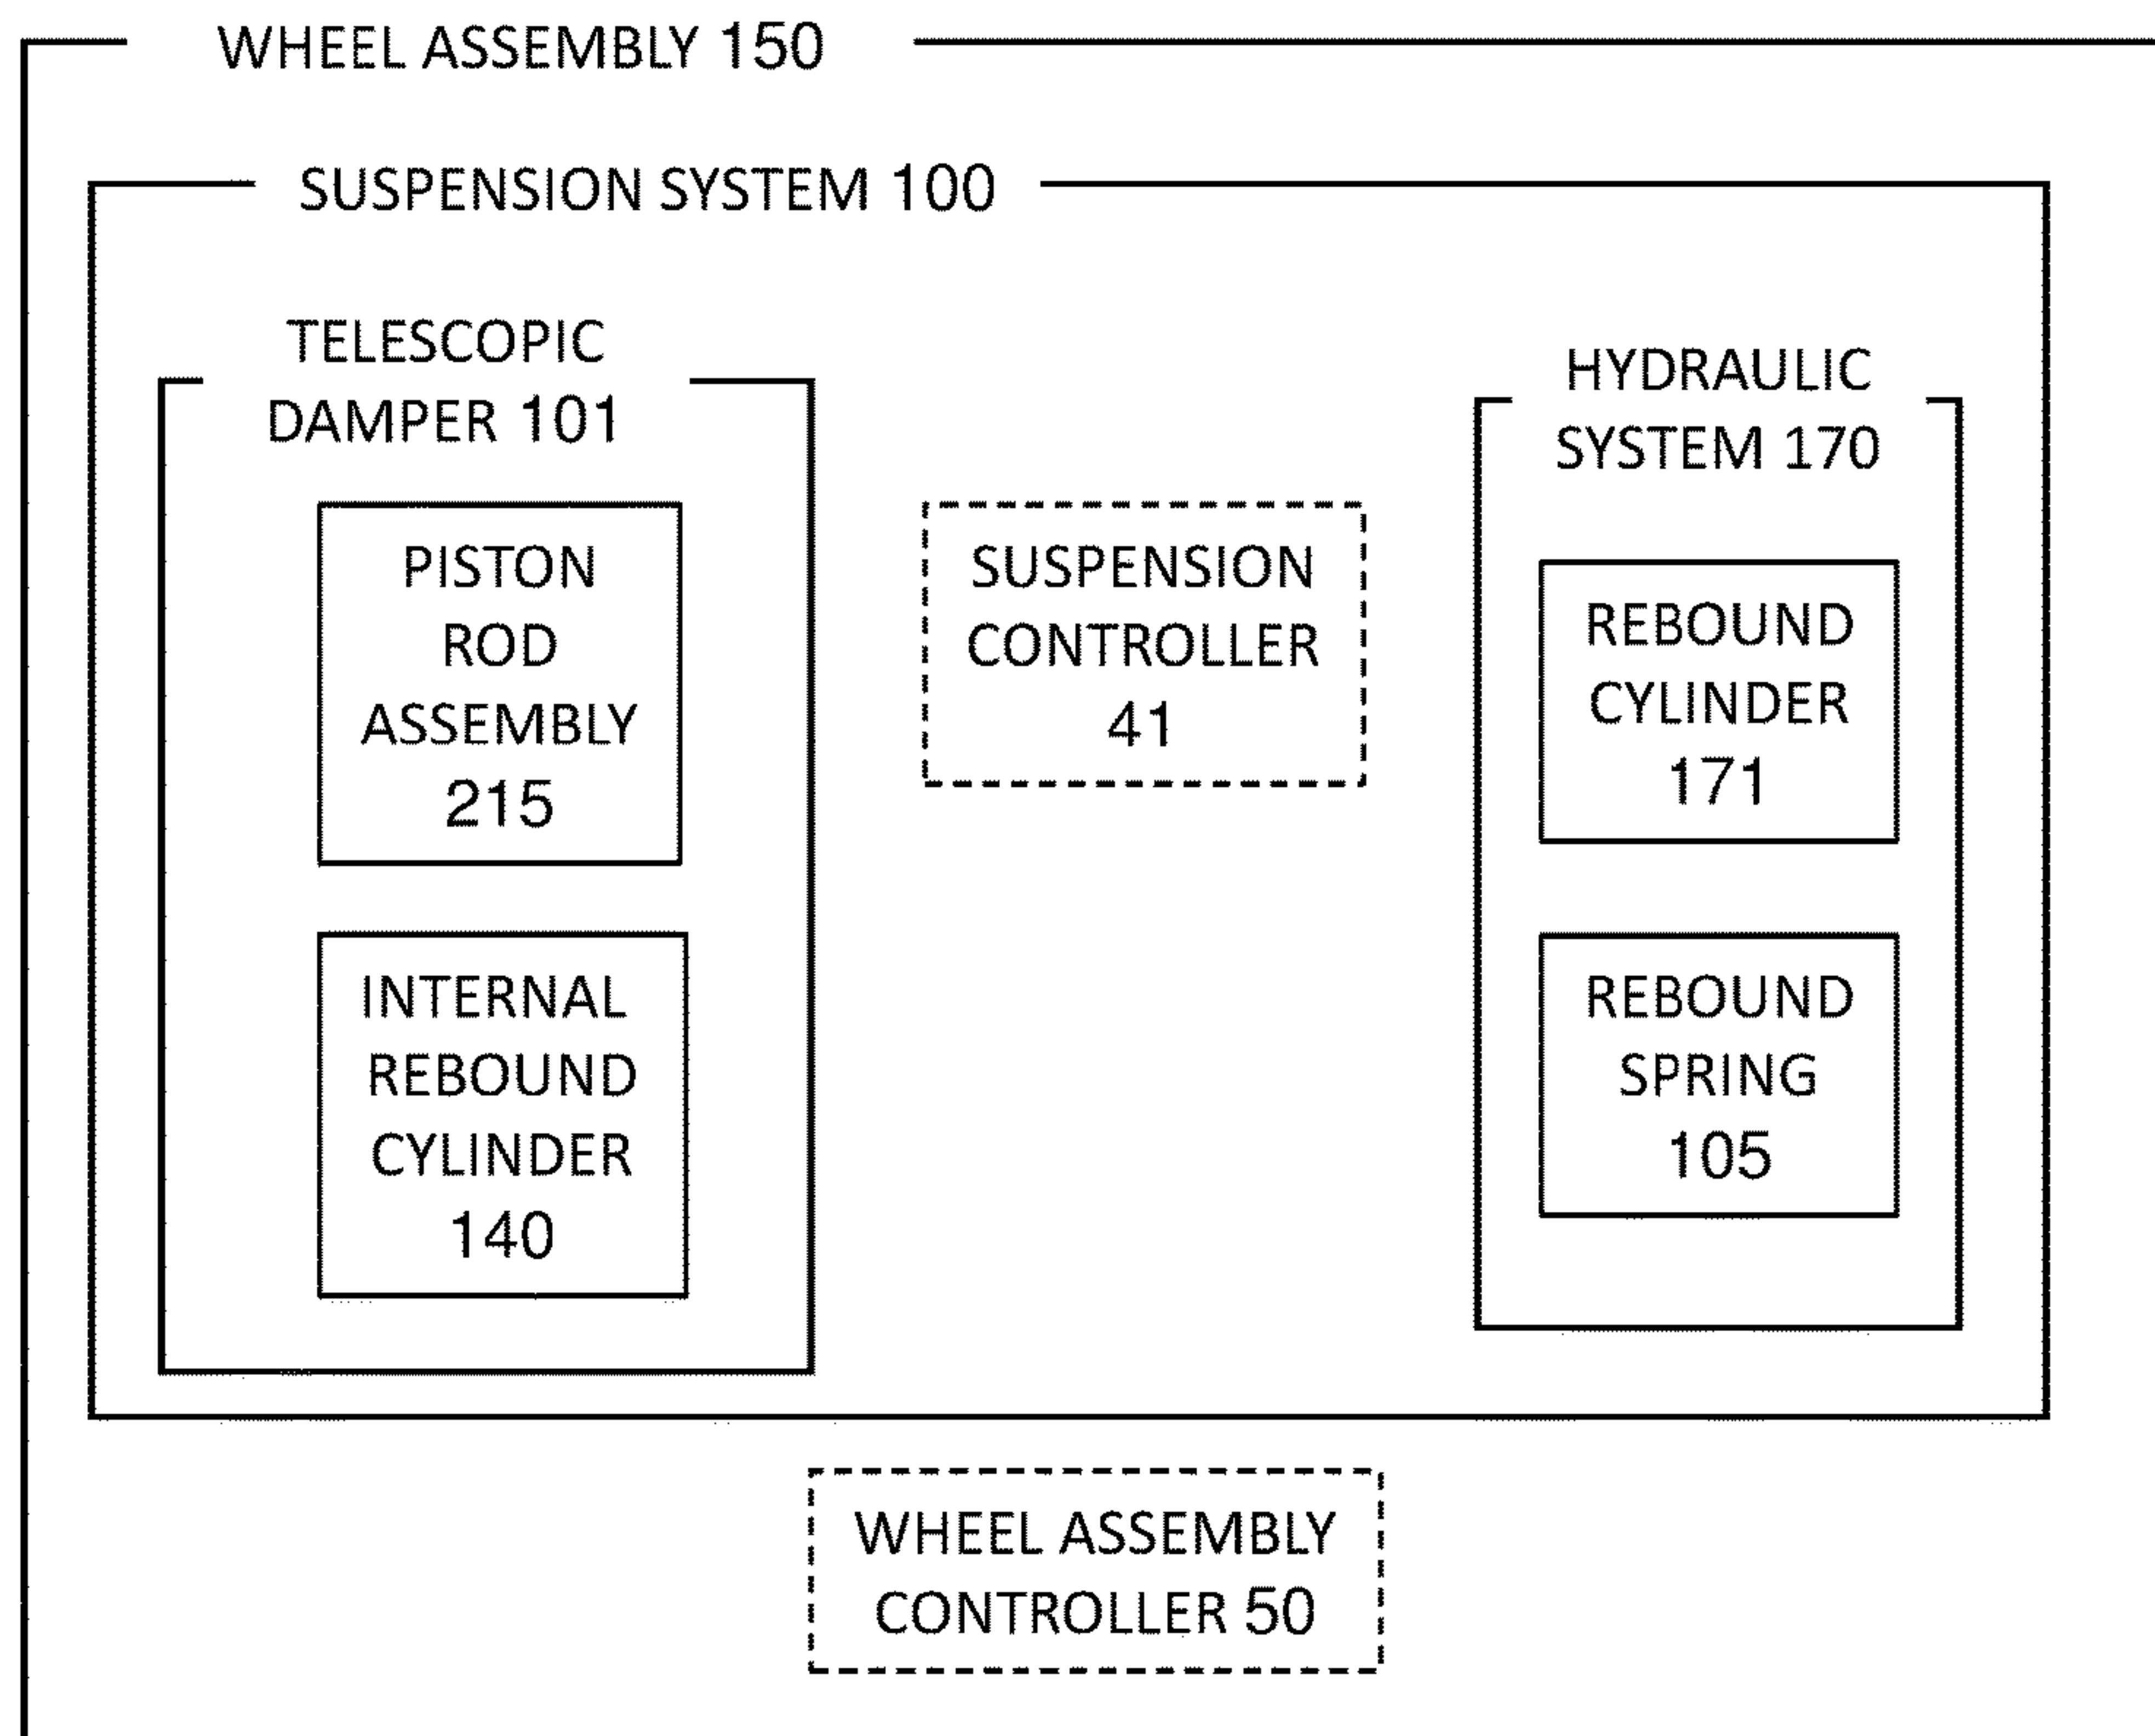 WHEEL ASSEMBLY 150
SUSPENSION SYSTEM 100
TELESCOPIC
DAMPER 101
PISTON
ROD
ASSEMBLY
215
INTERNAL
REBOUND
CYLINDER
140
SUSPENSION
CONTROLLER
41
HYDRAULIC
SYSTEM 170
REBOUND
CYLINDER
171
REBOUND
SPRING
105
WHEEL ASSEMBLY
CONTROLLER 50